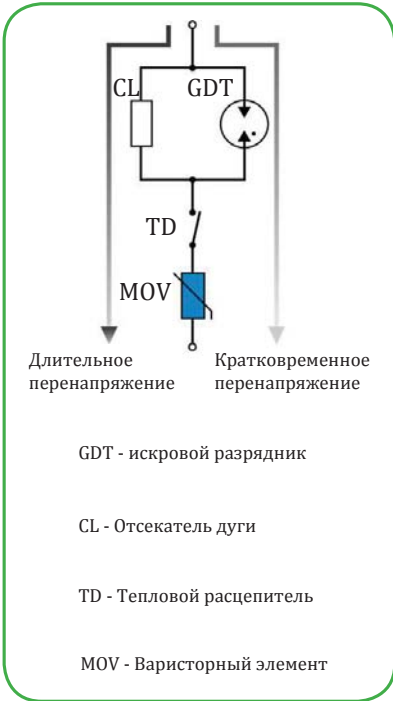 CL
GDT
TD
MOV
Длительное
перенапряжение
Кратковременное
перенапряжение
GDT - искровой разрядник
CL - Отсекатель дуги
TD - Тепловой расцепитель
MOV - Варисторный элемент